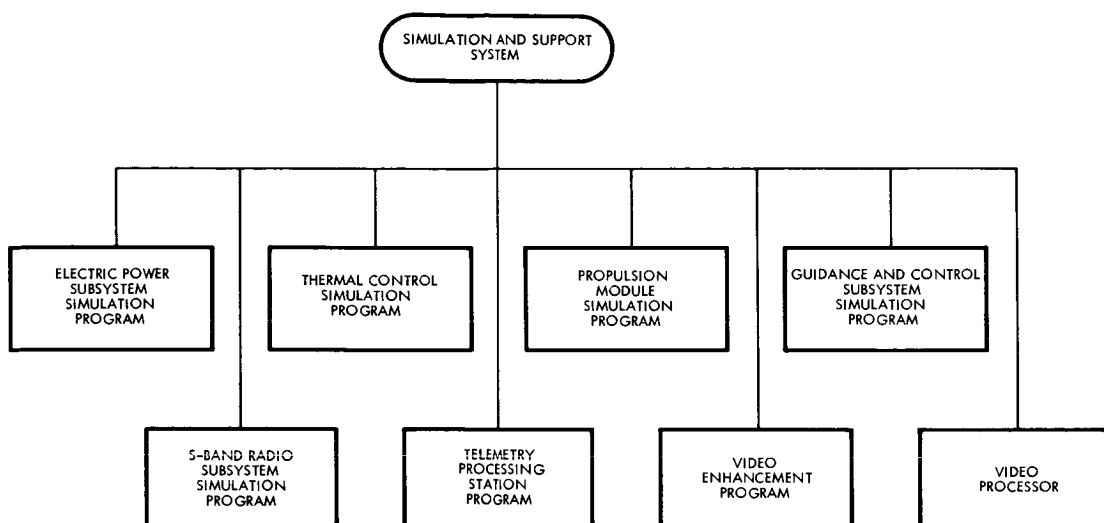 SIMULATION AND SUPPORT
SYSTEM
ELECTRIC POWER
SUBSYSTEM
SIMULATION
PROGRAM
THERMAL CONTROL
SIMULATION
PROGRAM
PROPULSION
MODULE
SIMULATION
PROGRAM
GUIDANCE AND CONTROL
SUBSYSTEM
SIMULATION
PROGRAM
S-BAND RADIO
SUBSYSTEM
SIMULATION
PROGRAM
TELEMETRY
PROCESSING
STATION
PROGRAM
VIDEO
ENHANCEMENT
PROGRAM
VIDEO
PROCESSOR